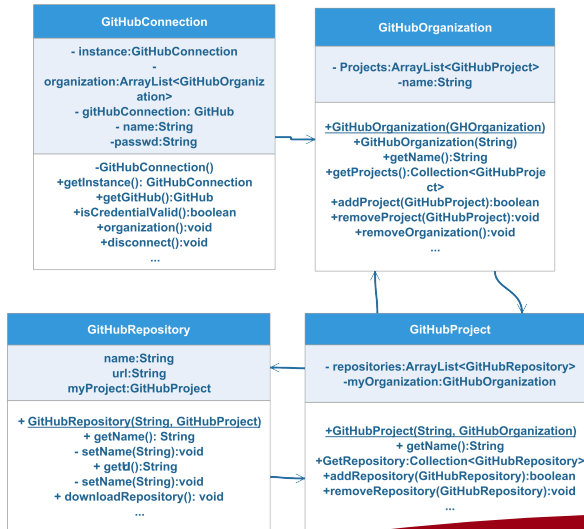 GitHubConnection
- instance:GitHubConnection
-
organization:ArrayList<GitHubOrganiz
ation>
- gitHubConnection: GitHub
- name:String
-passwd:String
-GitHubConnection()
+getInstance(): GitHubConnection
+getGitHub():GitHub
+isCredentialValid():boolean
+organization():void
+disconnect():void
...
GitHubOrganization
- Projects:ArrayList<GitHubProject>
-name:String
+GitHubOrganization(GHOrganization)
+GitHubOrganization(String)
+getName():String
+getProjects():Collection<GitHubProje
ct>
+addProject(GitHubProject):boolean
+removeProject(GitHubProject):void
+removeOrganization():void
...
GitHubRepository
name:String
url:String
myProject:GitHubProject
+ GitHubRepository(String, GitHubProject)
+ getName(): String
- setName(String):void
+ getId():String
- setName(String):void
+ downloadRepository(): void
...
GitHubProject
- repositories:ArrayList<GitHubRepository>
-myOrganization:GitHubOrganization
+GitHubProject(String, GitHubOrganization)
+ getName():String
+GetRepository:Collection<GitHubRepository>
+addRepository(GitHubRepository):boolean
+removeRepository(GitHubRepository):void
...